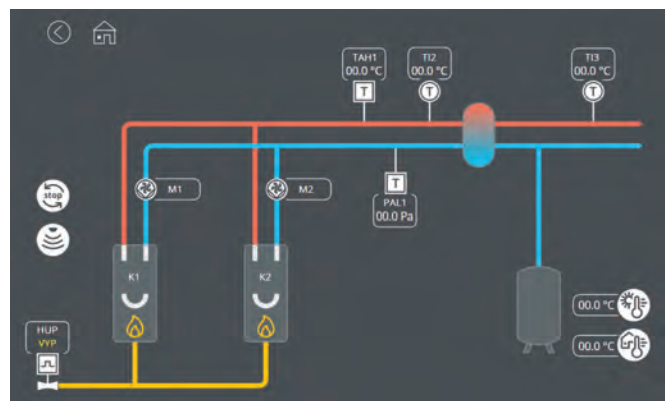 TAH1
00.0 °C
T
TI2
00.0 °C
T
TI3
00.0 °C
T
M1
M2
T
PAL1
00.0 Pa
stop
K1
K2
00.0 °C
HUP
VYP
00.0 °C